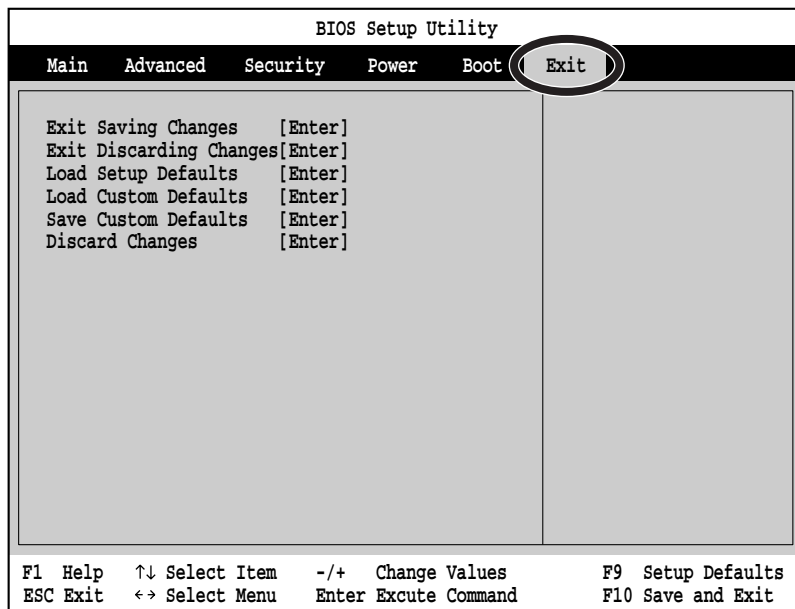 BIOS Setup Utility
Main Advanced Security Power Boot Exit
Exit Saving Changes [Enter]
Exit Discarding Changes[Enter]
Load Setup Defaults [Enter]
Load Custom Defaults [Enter]
Save Custom Defaults [Enter]
Discard Changes [Enter]
F1 Help ↑↓ Select Item -/+ Change Values F9 Setup Defaults
ESC Exit ←→ Select Menu Enter Excute Command F10 Save and Exit